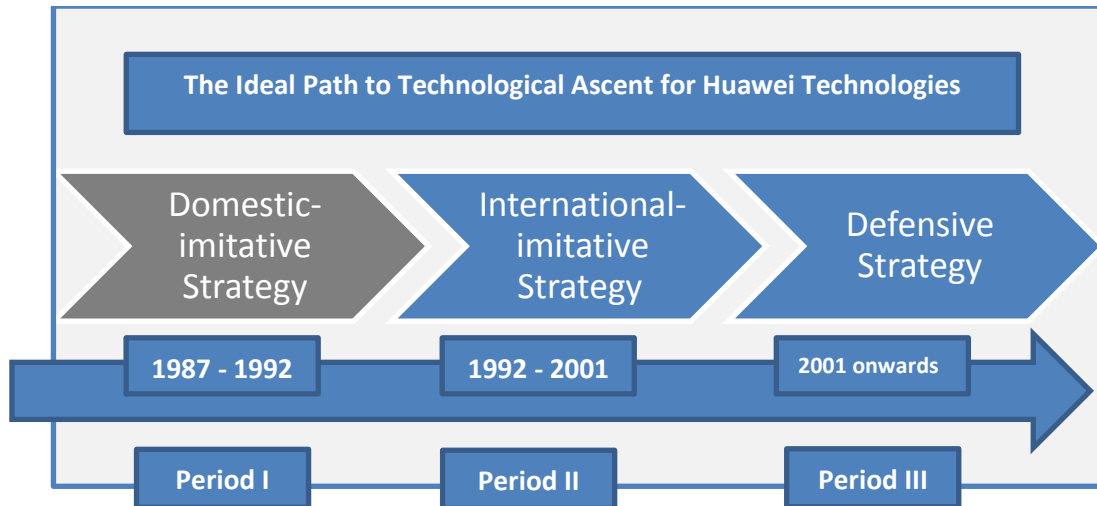 The Ideal Path to Technological Ascent for Huawei Technologies
Domestic-
imitative
Strategy
International-
imitative
Strategy
Defensive
Strategy
1987 - 1992
1992 - 2001
2001 onwards
Period I
Period II
Period III